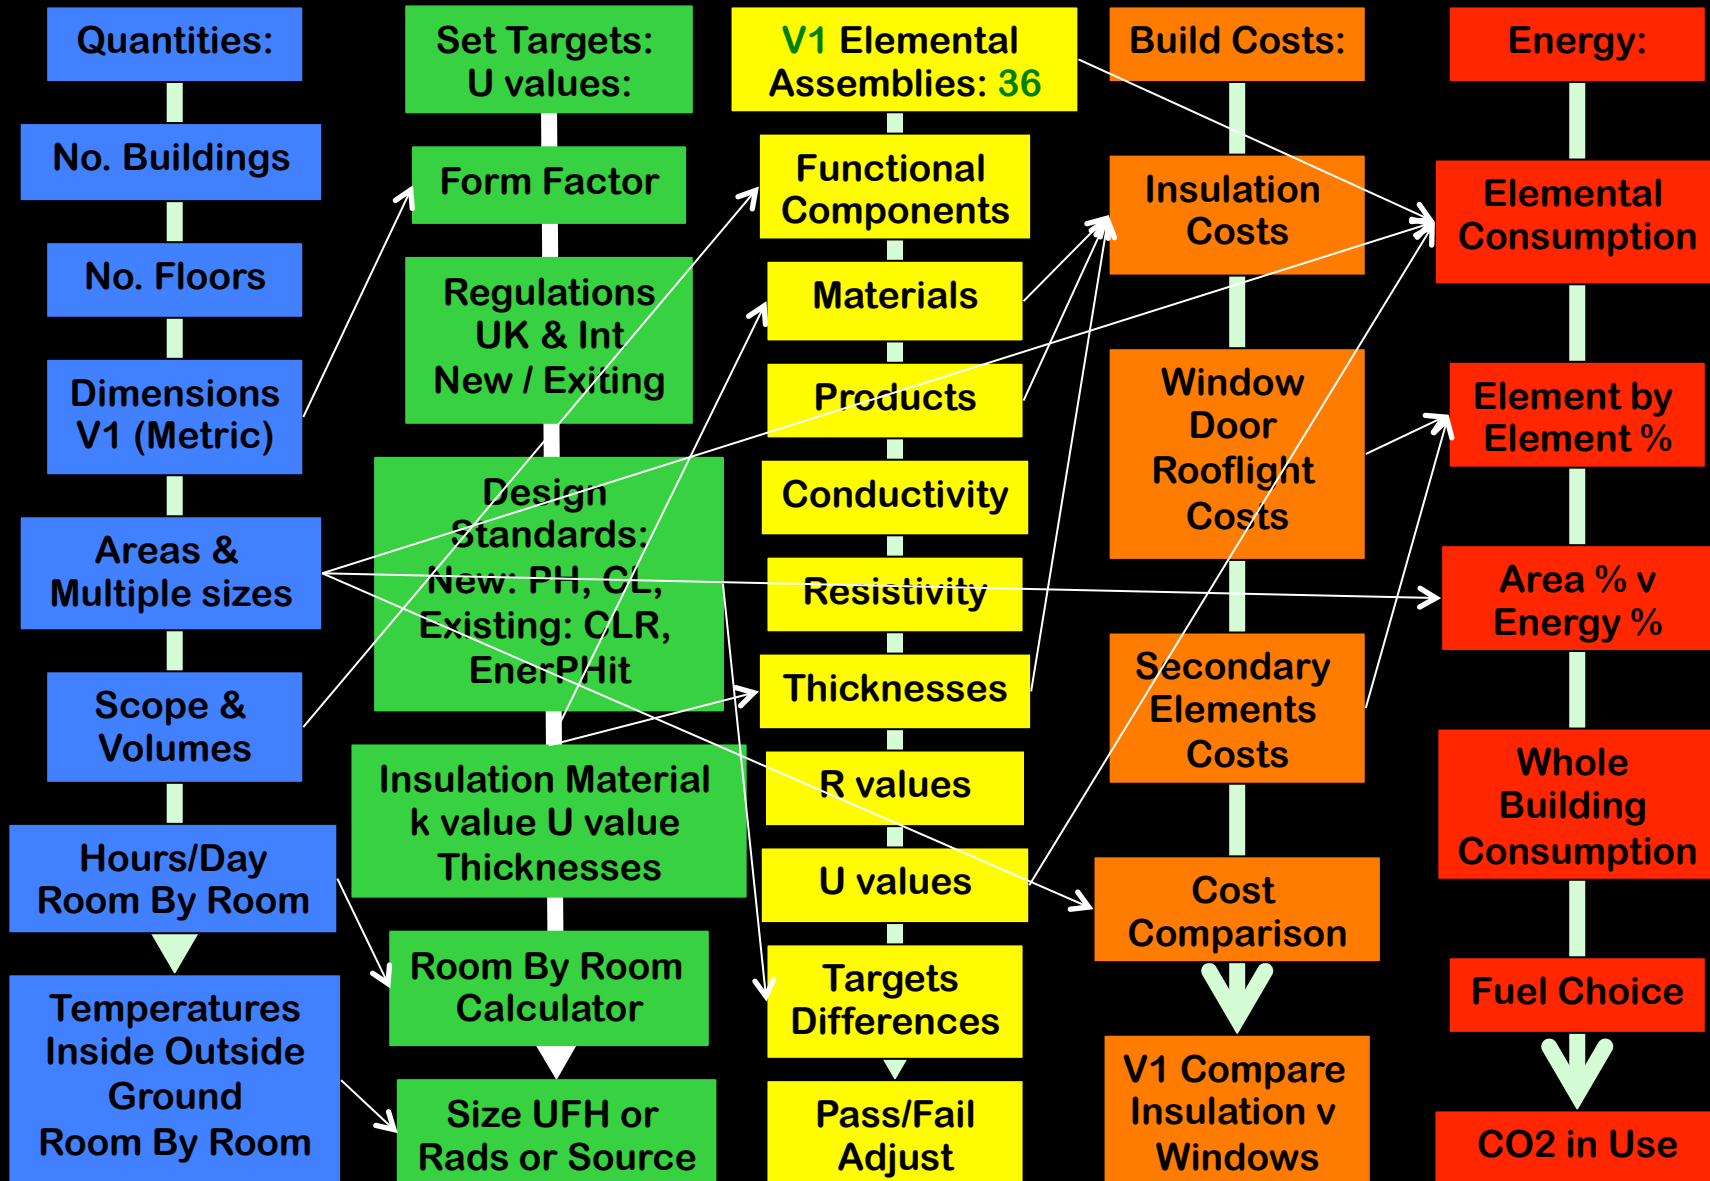 Quantities:
No. Buildings
No. Floors
Dimensions
V1 (Metric)
Areas &
Multiple sizes
Scope &
Volumes
Hours/Day
Room By Room
Temperatures
Inside Outside
Ground
Room By Room
Set Targets:
U values:
Form Factor
Regulations
UK & Int
New / Exiting
Design
Standards:
New: PH, CL,
Existing: CLR,
EnerPHit
Insulation Material
k value U value
Thicknesses
Room By Room
Calculator
Size UFH or
Rads or Source
V1 Elemental
Assemblies: 36
Functional
Components
Materials
Products
Conductivity
Resistivity
Thicknesses
R values
U values
Targets
Differences
Pass/Fail
Adjust
Build Costs:
Insulation
Costs
Window
Door
Rooflight
Costs
Secondary
Elements
Costs
Cost
Comparison
V1 Compare
Insulation v
Windows
Energy:
Elemental
Consumption
Element by
Element %
Area % v
Energy %
Whole
Building
Consumption
Fuel Choice
CO2 in Use